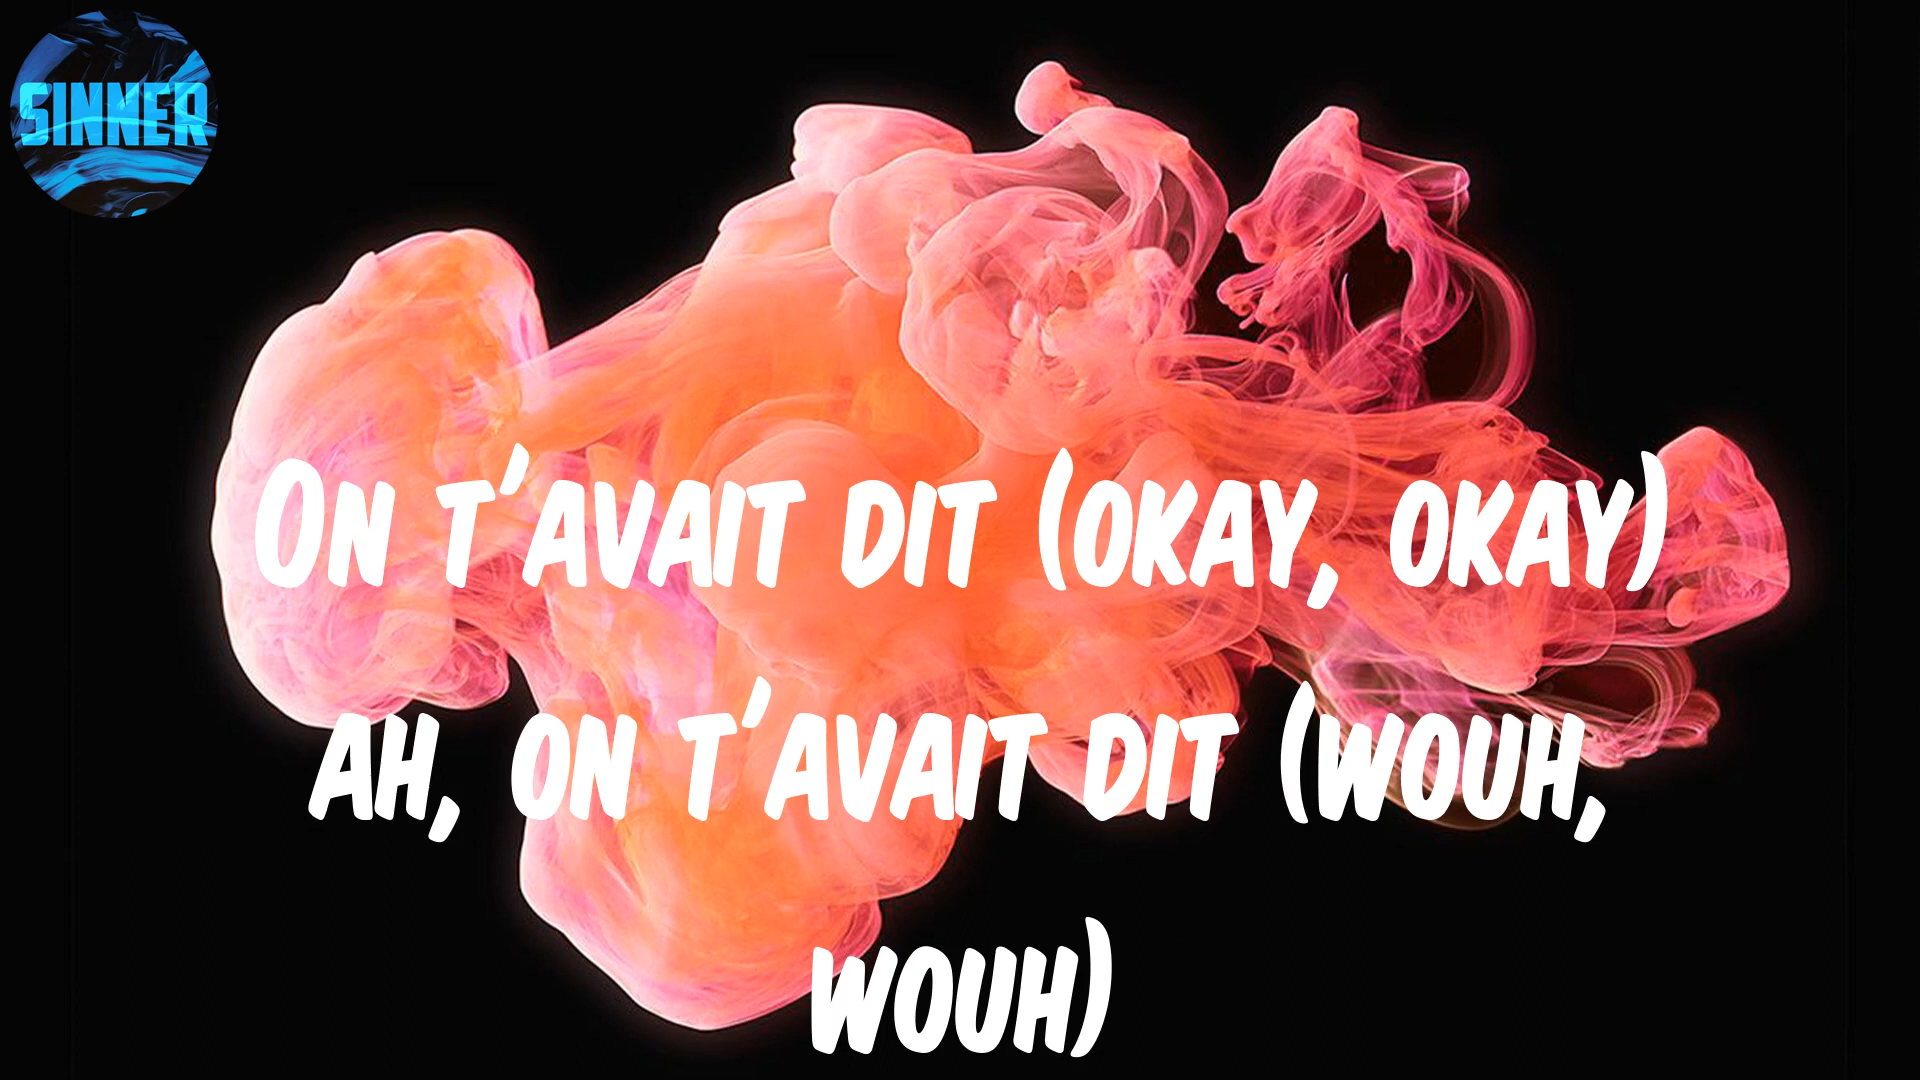 SINNER
On t'avait dit (okay, okay)
ah, on t'avait dit (wouh,
wouh)